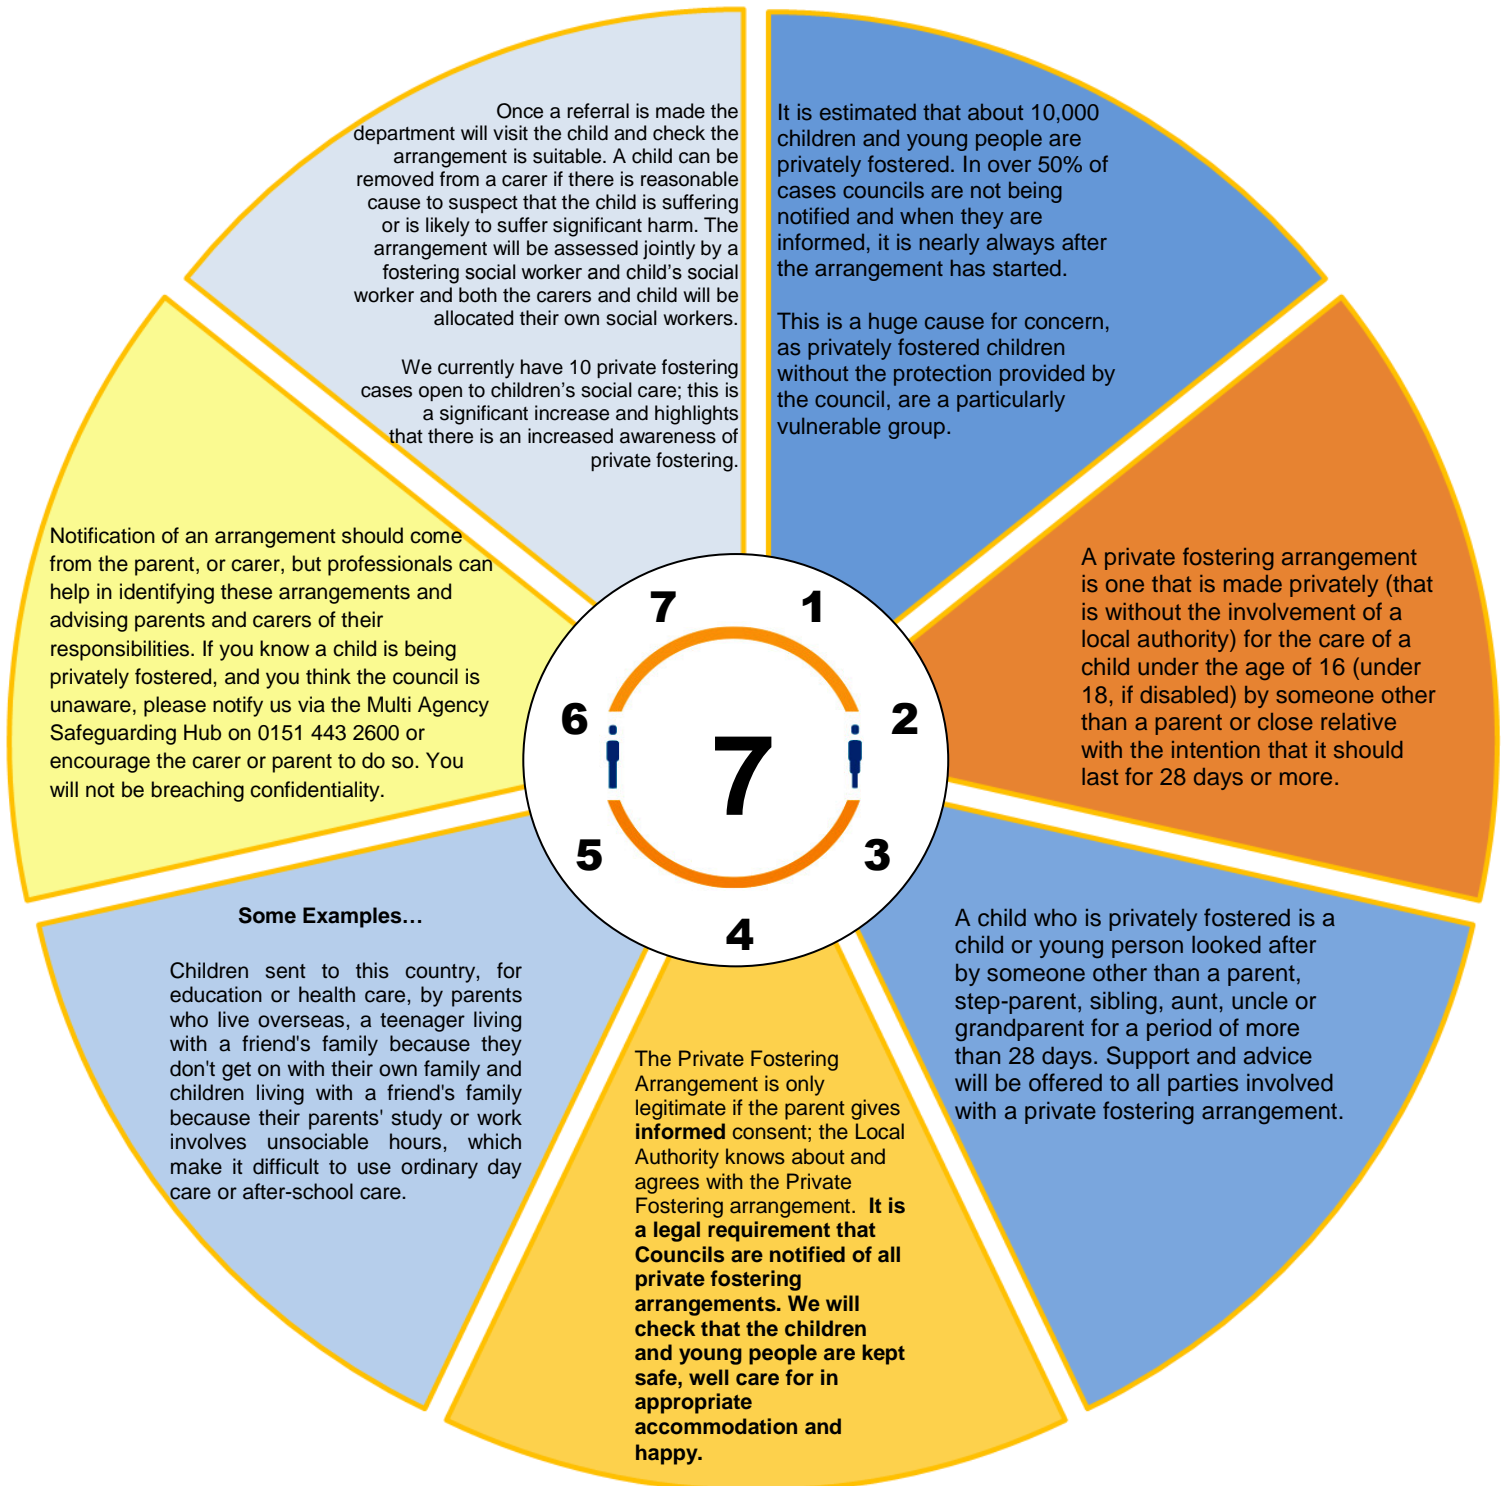 It is estimated that about 10,000
children and young people are
privately fostered. In over 50% of
cases councils are not being
notified and when they are
informed, it is nearly always after
the arrangement has started.
This is a huge cause for concern,
as privately fostered children
without the protection provided by
the council, are a particularly
vulnerable group.
A private fostering arrangement
is one that is made privately (that
is without the involvement of a
local authority) for the care of a
child under the age of 16 (under
18, if disabled) by someone other
than a parent or close relative
with the intention that it should
last for 28 days or more.
A child who is privately fostered is a
child or young person looked after
by someone other than a parent,
step-parent, sibling, aunt, uncle or
grandparent for a period of more
than 28 days. Support and advice
will be offered to all parties involved
with a private fostering arrangement.
The Private Fostering
Arrangement is only
legitimate if the parent gives
informed consent; the Local
Authority knows about and
agrees with the Private
Fostering arrangement. It is
a legal requirement that
Councils are notified of all
private fostering
arrangements. We will
check that the children
and young people are kept
safe, well care for in
appropriate
accommodation and
happy.
Some Examples…
Children sent to this country, for
education or health care, by parents
who live overseas, a teenager living
with a friend's family because they
don't get on with their own family and
children living with a friend's family
because their parents' study or work
involves unsociable hours, which
make it difficult to use ordinary day
care or after-school care.
Notification of an arrangement should come
from the parent, or carer, but professionals can
help in identifying these arrangements and
advising parents and carers of their
responsibilities. If you know a child is being
privately fostered, and you think the council is
unaware, please notify us via the Multi Agency
Safeguarding Hub on 0151 443 2600 or
encourage the carer or parent to do so. You
will not be breaching confidentiality.
Once a referral is made the
department will visit the child and check the
arrangement is suitable. A child can be
removed from a carer if there is reasonable
cause to suspect that the child is suffering
or is likely to suffer significant harm. The
arrangement will be assessed jointly by a
fostering social worker and child’s social
worker and both the carers and child will be
allocated their own social workers.
We currently have 10 private fostering
cases open to children’s social care; this is
a significant increase and highlights
that there is an increased awareness of
private fostering.
1
2
3
4
5
6
7
7